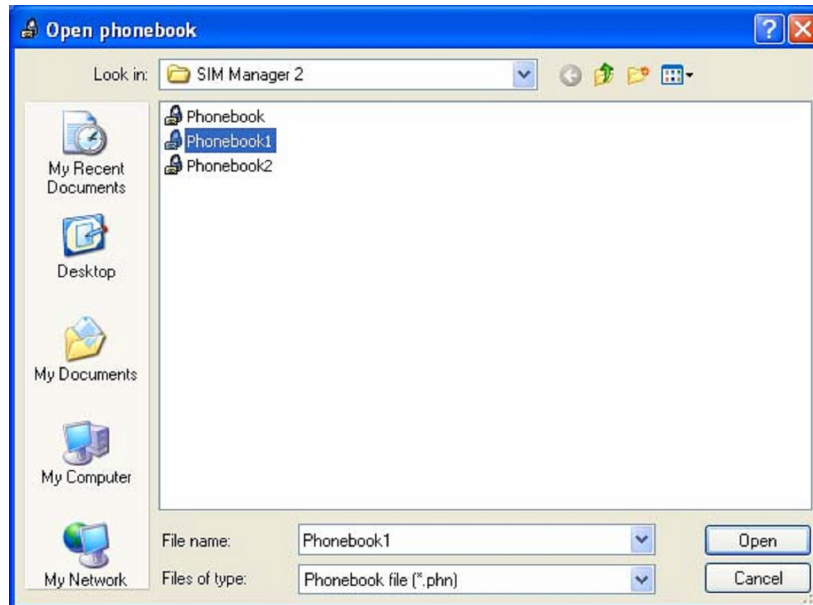 Open phonebook
Look in: SIM Manager 2
Phonebook
Phonebook1
Phonebook2
My Recent
Documents
Desktop
My Documents
My Computer
My Network
File name: Phonebook1 Open
Files of type: Phonebook file (*.phn) Cancel